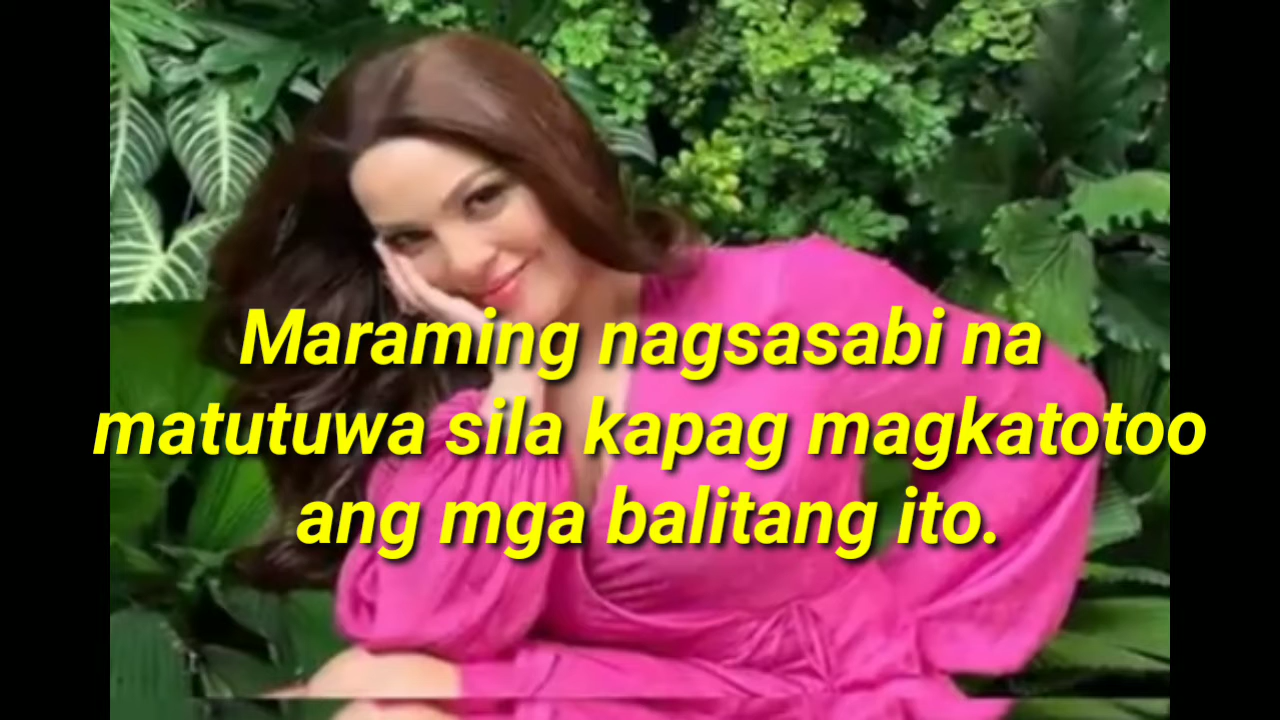 Maraming nagsasabi na
matutuwa sila kapag magkatotoo
ang mga balitang ito.